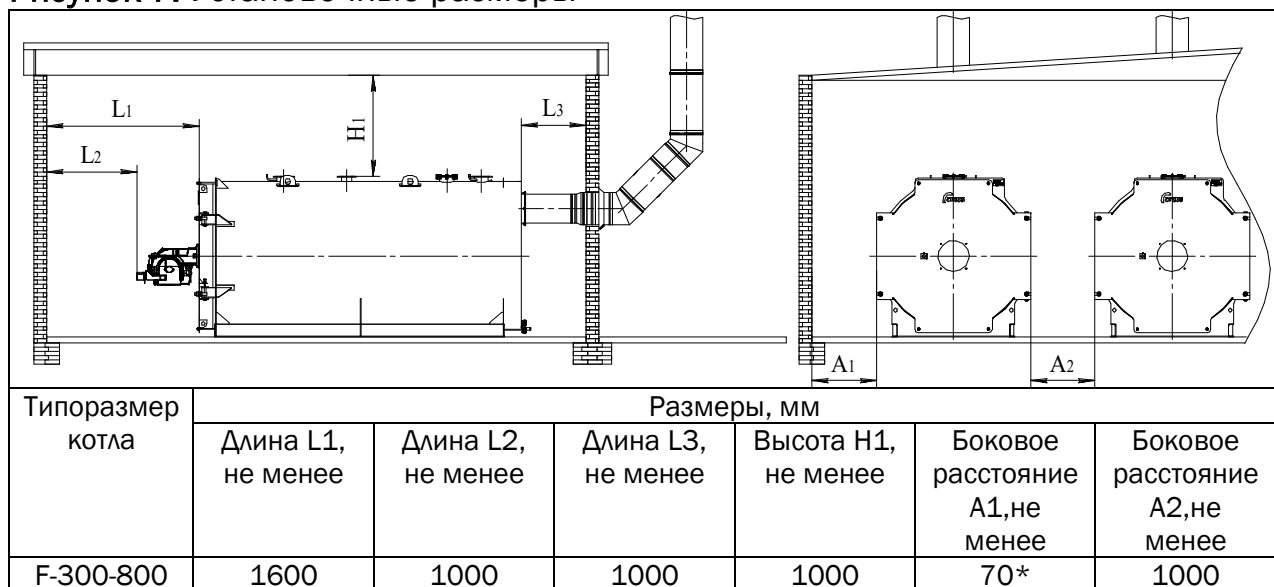 Рисунок 7. Установочные размеры
L1
L2
H1
L3
A1
A2
Типоразмер котла
Размеры, мм
Длина L1, не менее
Длина L2, не менее
Длина L3, не менее
Высота H1, не менее
Боковое расстояние А1,не менее
Боковое расстояние А2,не менее
F-300-800
1600
1000
1000
1000
70*
1000